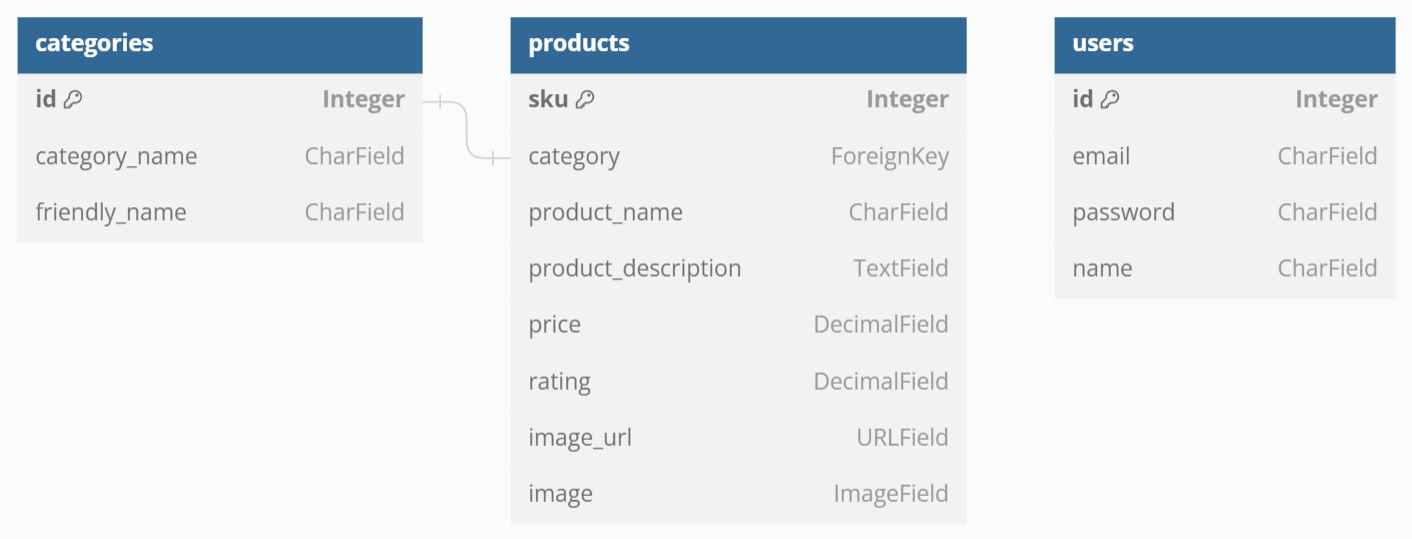 categories
id Integer
category_name CharField
friendly_name CharField
products
sku Integer
category ForeignKey
product_name CharField
product_description TextField
price DecimalField
rating DecimalField
image_url URLField
image ImageField
users
id Integer
email CharField
password CharField
name CharField